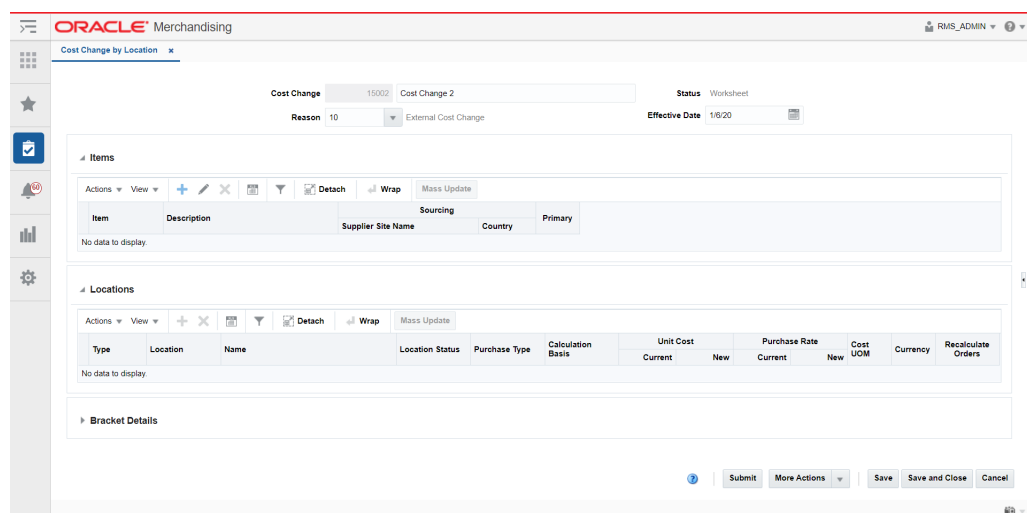 ORACLE Merchandising
RMS_ADMIN
Cost Change by Location x
Cost Change 15002 Cost Change 2 Status Worksheet
Reason 10 External Cost Change Effective Date 1/6/20
60
Items
Actions View Detach Wrap Mass Update
Item Description Sourcing Primary
Supplier Site Name Country
No data to display.
Locations
Actions View Detach Wrap Mass Update
Type Location Name Location Status Purchase Type Calculation Basis Unit Cost Purchase Rate Cost UOM Currency Recalculate Orders
Current New Current New
No data to display.
Bracket Details
Submit More Actions Save Save and Close Cancel